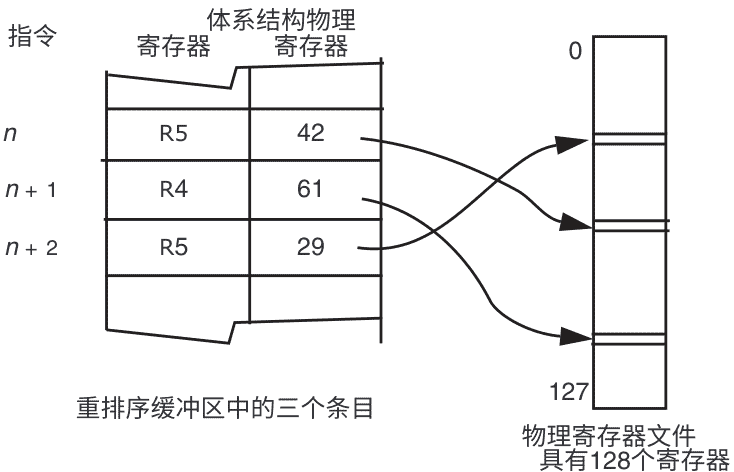 指令
体系结构物理
寄存器 寄存器
n R5 42
n + 1 R4 61
n + 2 R5 29
重排序缓冲区中的三个条目
0
127
物理寄存器文件
具有128个寄存器